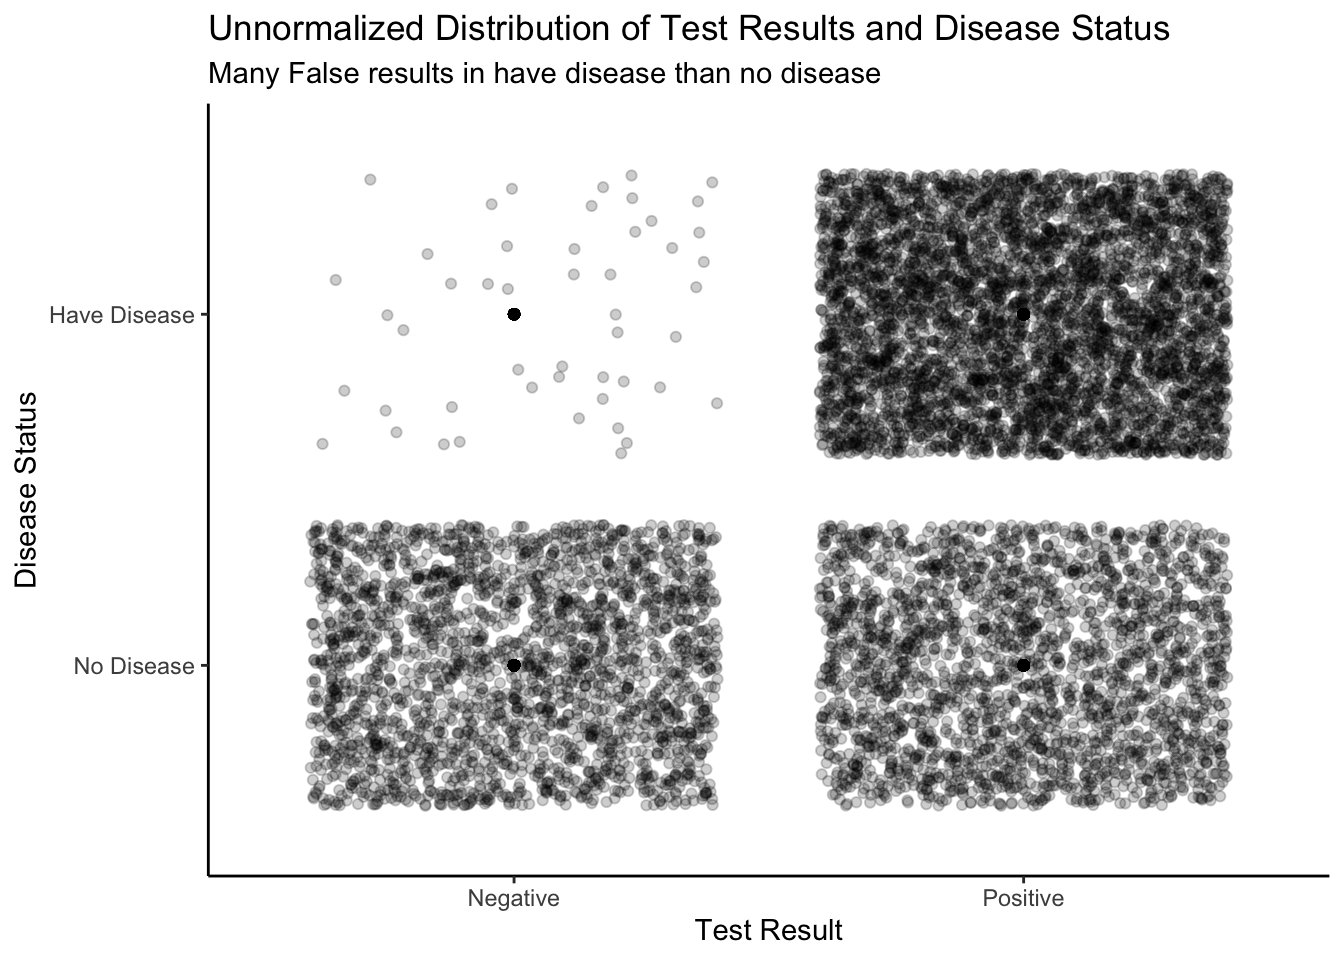 Unnormalized Distribution of Test Results and Disease Status
Many False results in have disease than no disease
Disease Status
Have Disease
No Disease
Negative
Positive
Test Result